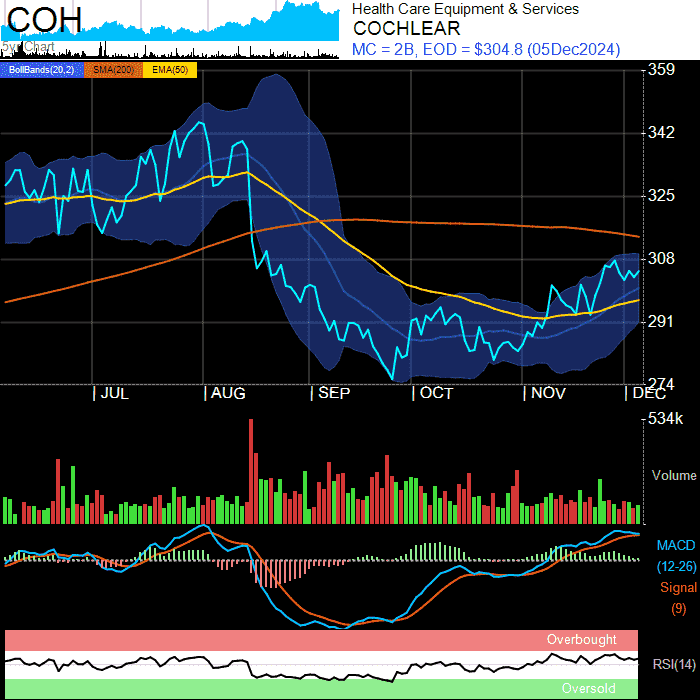 COH
5yr Chart
Health Care Equipment & Services
COCHLEAR
MC = 2B, EOD = $304.8 (05Dec2024)
BollBands(20,2) SMA(200) EMA(50)
359
342
325
308
291
274
JUL AUG SEP OCT NOV DEC
534k
Volume
MACD
(12-26)
Signal
(9)
Overbought
RSI(14)
Oversold